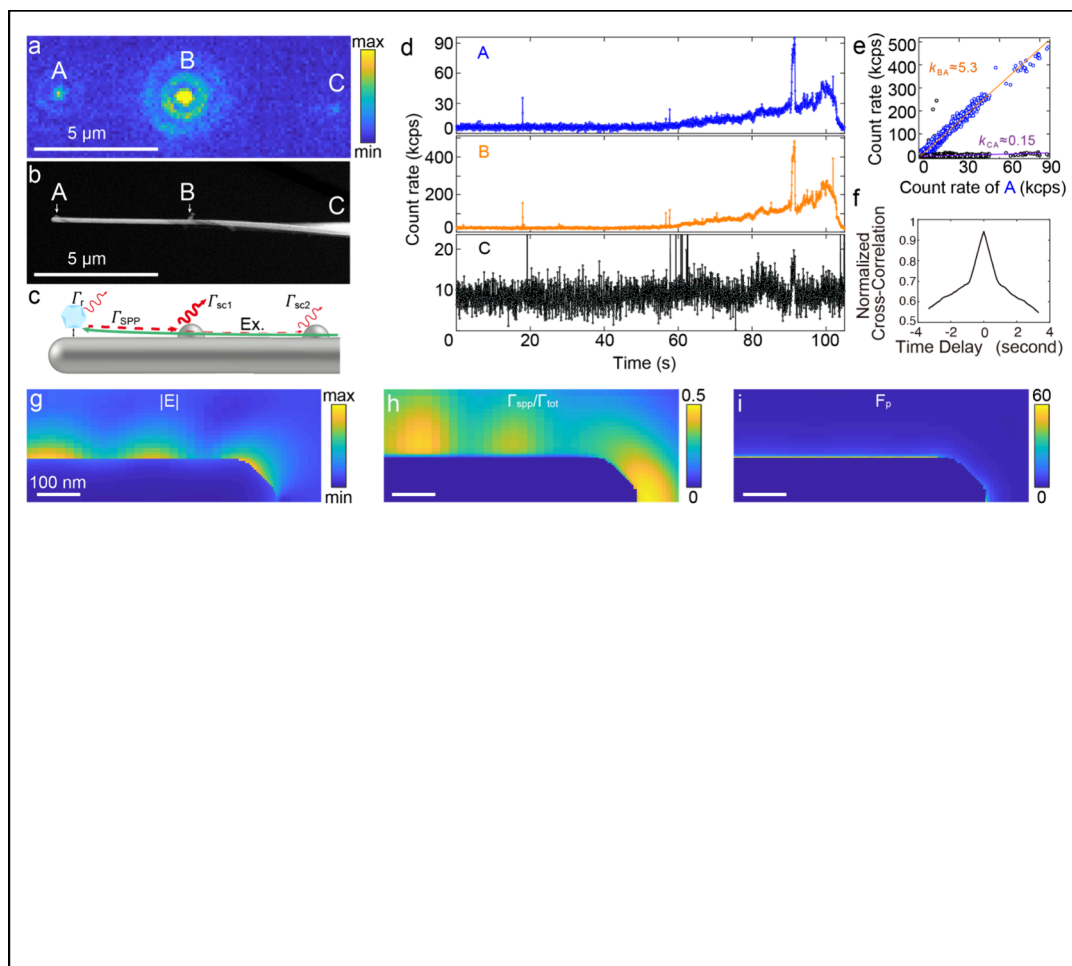 a
A
B
C
5 μm
max
min
b
A
B
C
5 μm
c
Γr
ΓSPP
Γsc1
Ex.
Γsc2
d
A
90
60
30
0
B
400
200
0
C
20
10
Count rate (kcps)
0 20 40 60 80 100
Time (s)
e
500
400
300
200
100
0
kBA≈5.3
kCA≈0.15
Count rate (kcps)
0 30 60 90
Count rate of A (kcps)
f
1
0.9
0.8
0.7
0.6
0.5
Normalized
Cross-Correlation
-4 -2 0 2 4
Time Delay (second)
g
|E|
100 nm
max
min
h
Γspp/Γtot
0.5
0
i
Fp
60
0